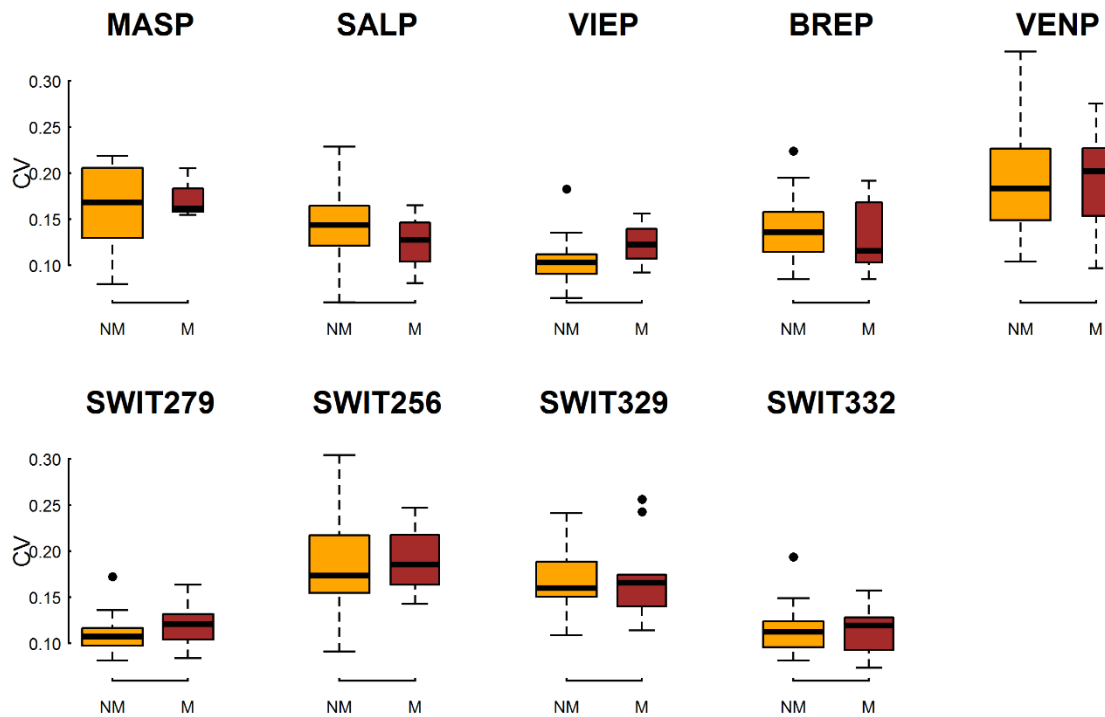 MASP SALP VIEP BREP VENP
0.30
0.25
0.20
0.15
0.10
CV
NM M NM M NM M NM M NM M
SWIT279 SWIT256 SWIT329 SWIT332
0.30
0.25
0.20
0.15
0.10
CV
NM M NM M NM M NM M